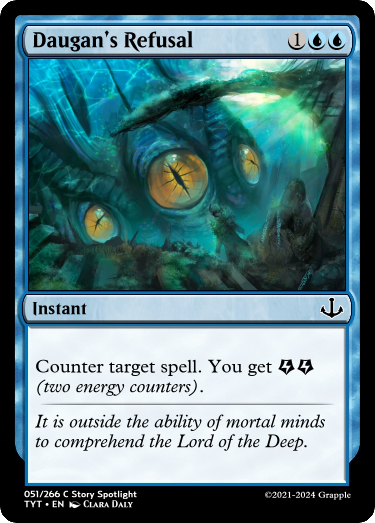 Daugan's Refusal 1
Instant
Counter target spell. You get
(two energy counters).
It is outside the ability of mortal minds
to comprehend the Lord of the Deep.
051/266 C Story Spotlight
TYT • EN Clara Daly
©2021-2024 Grapple